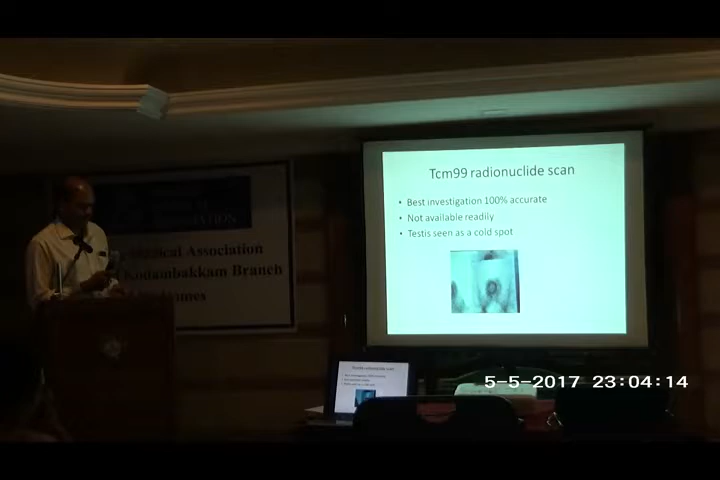 Tcm99 radionuclide scan
• Best investigation 100% accurate
• Not available readily
• Testis seen as a cold spot
Association
Kodambakkam Branch
5-5-2017 23:04:14